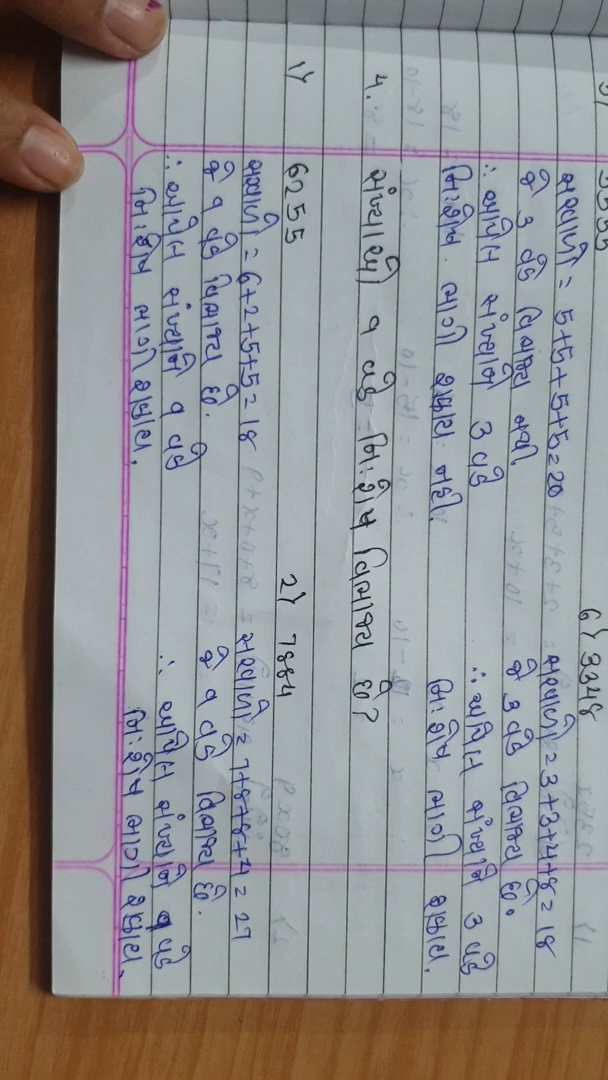 5555
સરવાળો = 5+5+5+5=20
જે 3 વડે વિભાજ્ય નથી.
∴ આપેલ સંખ્યાને 3 વડે
નિઃશેષ ભાગી શકાય નહીં.
6) 3348
સરવાળો = 3+3+4+8=18
જે 3 વડે વિભાજ્ય છે.
∴ આપેલ સંખ્યાને 3 વડે
નિઃશેષ ભાગી શકાય.
4. સંખ્યાઓ 9 વડે નિઃશેષ વિભાજ્ય છે?
1) 6255
સરવાળો = 6+2+5+5=18
જે 9 વડે વિભાજ્ય છે.
∴ આપેલ સંખ્યાને 9 વડે
નિઃશેષ ભાગી શકાય.
2) 7884
સરવાળો = 7+8+8+4=27
જે 9 વડે વિભાજ્ય છે.
∴ આપેલ સંખ્યાને 9 વડે
નિઃશેષ ભાગી શકાય.